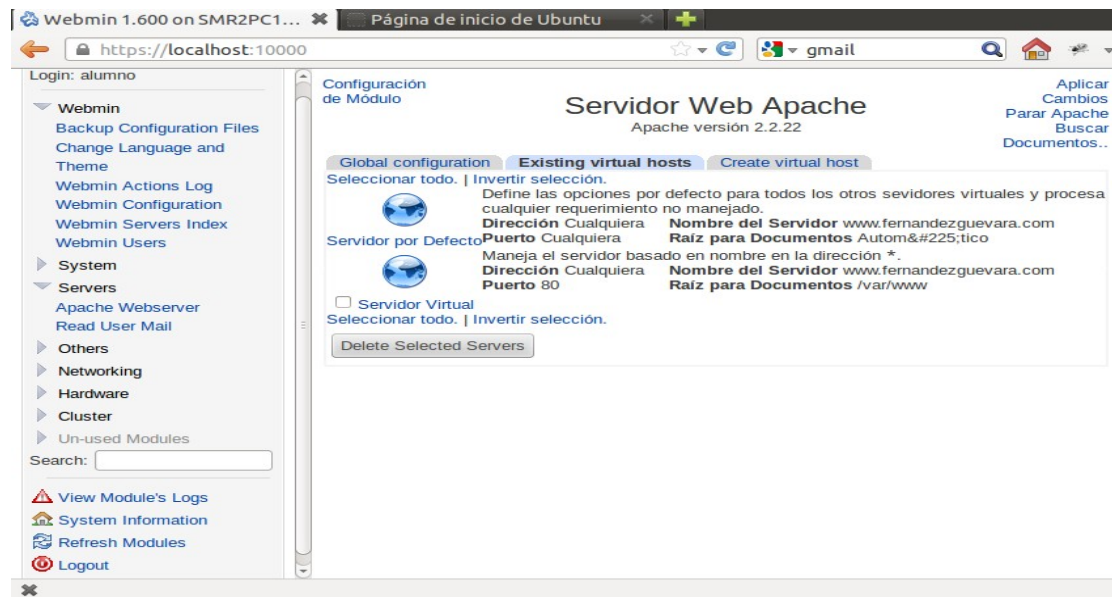 Webmin 1.600 on SMR2PC1...
Página de inicio de Ubuntu
https://localhost:10000
gmail
Login: alumno
Webmin
Backup Configuration Files
Change Language and
Theme
Webmin Actions Log
Webmin Configuration
Webmin Servers Index
Webmin Users
System
Servers
Apache Webserver
Read User Mail
Others
Networking
Hardware
Cluster
Un-used Modules
Search:
View Module's Logs
System Information
Refresh Modules
Logout
Configuración
de Módulo
Servidor Web Apache
Apache versión 2.2.22
Aplicar
Cambios
Parar Apache
Buscar
Documentos..
Global configuration Existing virtual hosts Create virtual host
Seleccionar todo. | Invertir selección.
Define las opciones por defecto para todos los otros sevidores virtuales y procesa
cualquier requerimiento no manejado.
Dirección Cualquiera Nombre del Servidor www.fernandezguevara.com
Servidor por Defecto Puerto Cualquiera Raíz para Documentos Autom&#225;tico
Maneja el servidor basado en nombre en la dirección *.
Dirección Cualquiera Nombre del Servidor www.fernandezguevara.com
Puerto 80 Raíz para Documentos /var/www
Servidor Virtual
Seleccionar todo. | Invertir selección.
Delete Selected Servers